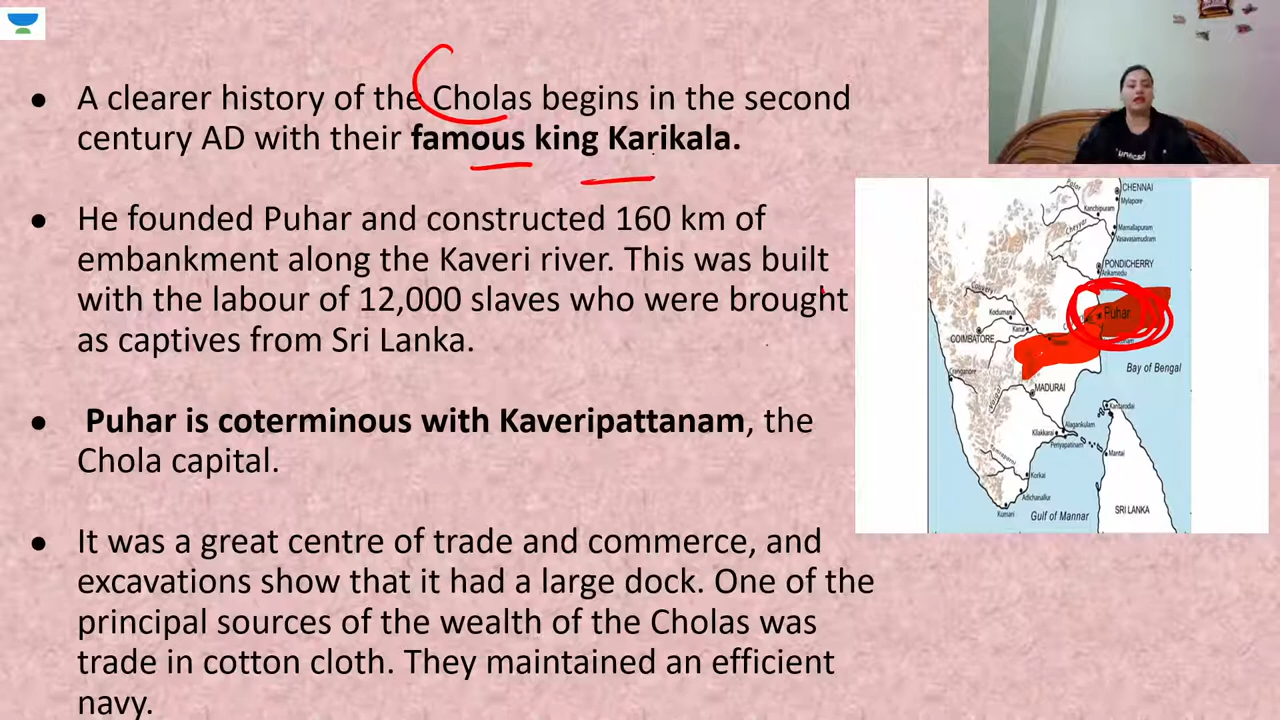 ● A clearer history of the Cholas begins in the second
century AD with their famous king Karikala.
● He founded Puhar and constructed 160 km of
embankment along the Kaveri river. This was built
with the labour of 12,000 slaves who were brought
as captives from Sri Lanka.
● Puhar is coterminous with Kaveripattanam, the
Chola capital.
● It was a great centre of trade and commerce, and
excavations show that it had a large dock. One of the
principal sources of the wealth of the Cholas was
trade in cotton cloth. They maintained an efficient
navy.
CHENNAI
Mylapore
Palar
Kanchipuram
Mamallapuram
Vasavasamudram
Cheyyar
PONDICHERRY
Arikamedu
Kodumanal
Puhar
Karur
COIMBATORE
Bay of Bengal
Cranganore
MADURAI
Kandarodai
Alagankulam
Kilakkarai
Periyapatinam
Mantai
Korkai
Adichanallur
Kumari
Gulf of Mannar
SRI LANKA